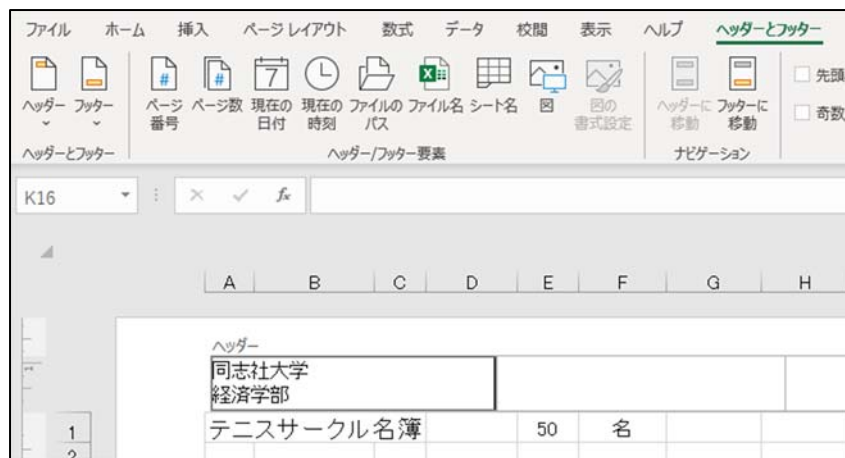 ファイル ホーム 挿入 ページ レイアウト 数式 データ 校閲 表示 ヘルプ ヘッダーとフッター
ヘッダー フッター ページ番号 ページ数 現在の日付 現在の時刻 ファイルのパス ファイル名 シート名 図 図の書式設定 ヘッダーに移動 フッターに移動
先頭
奇数
ヘッダーとフッター ヘッダー/フッター要素 ナビゲーション
K16 fx
A B C D E F G H
ヘッダー
同志社大学
経済学部
1 テニスサークル名簿 50 名
2